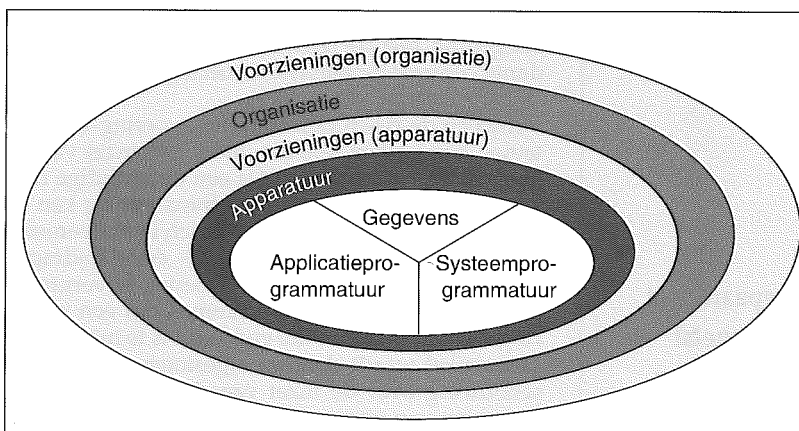 Voorzieningen (organisatie)
Organisatie
Voorzieningen (apparatuur)
Apparatuur
Gegevens
Applicatiepro-
grammatuur
Systeempro-
grammatuur